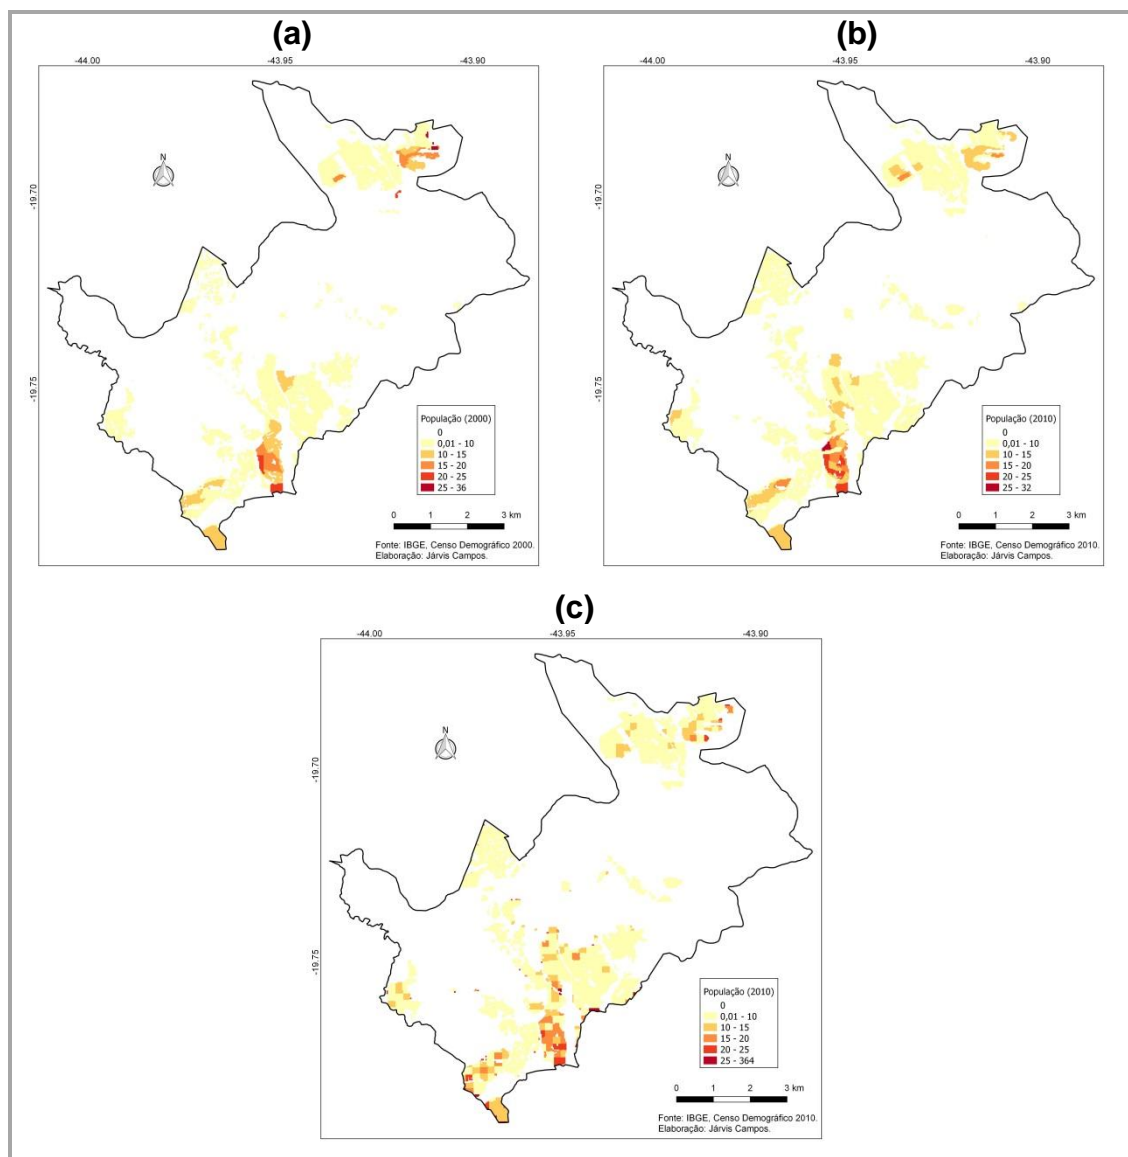 (a)
-44.00 -43.95 -43.90
N
-19.70
-19.75
População (2000)
0
0,01 - 10
10 - 15
15 - 20
20 - 25
25 - 36
0 1 2 3 km
Fonte: IBGE, Censo Demográfico 2000.
Elaboração: Járvis Campos.
(b)
-44.00 -43.95 -43.90
N
-19.70
-19.75
População (2010)
0
0,01 - 10
10 - 15
15 - 20
20 - 25
25 - 32
0 1 2 3 km
Fonte: IBGE, Censo Demográfico 2010.
Elaboração: Járvis Campos.
(c)
-44.00 -43.95 -43.90
N
-19.70
-19.75
População (2010)
0
0,01 - 10
10 - 15
15 - 20
20 - 25
25 - 364
0 1 2 3 km
Fonte: IBGE, Censo Demográfico 2010.
Elaboração: Járvis Campos.